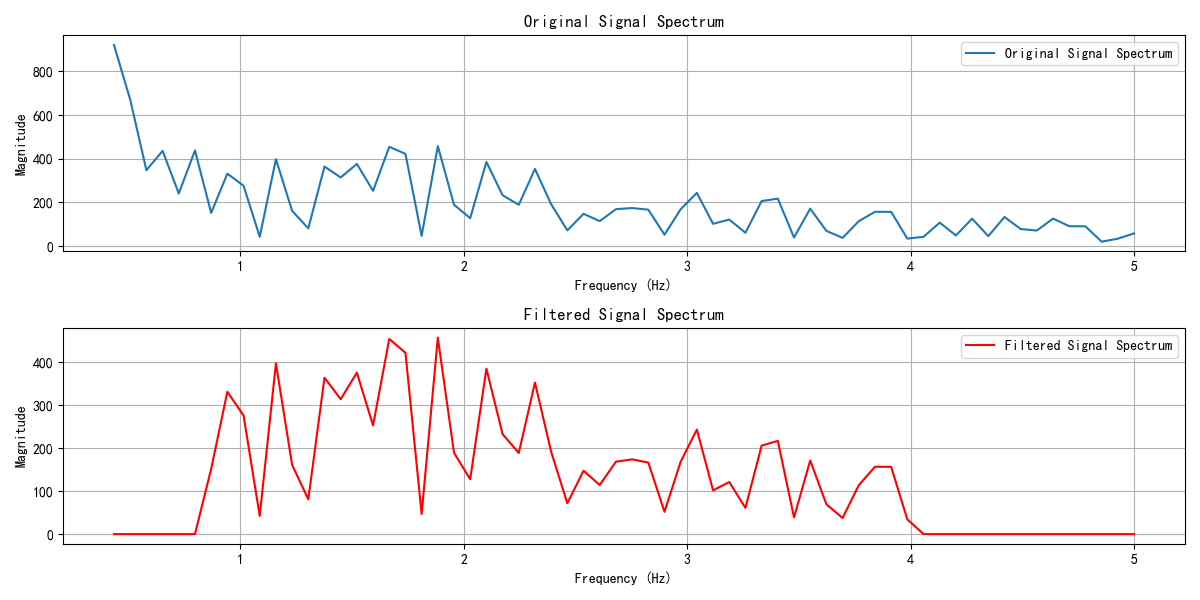 Original Signal Spectrum
Original Signal Spectrum
Magnitude
800
600
400
200
0
1 2 3 4 5
Frequency (Hz)
Filtered Signal Spectrum
Filtered Signal Spectrum
Magnitude
400
300
200
100
0
1 2 3 4 5
Frequency (Hz)